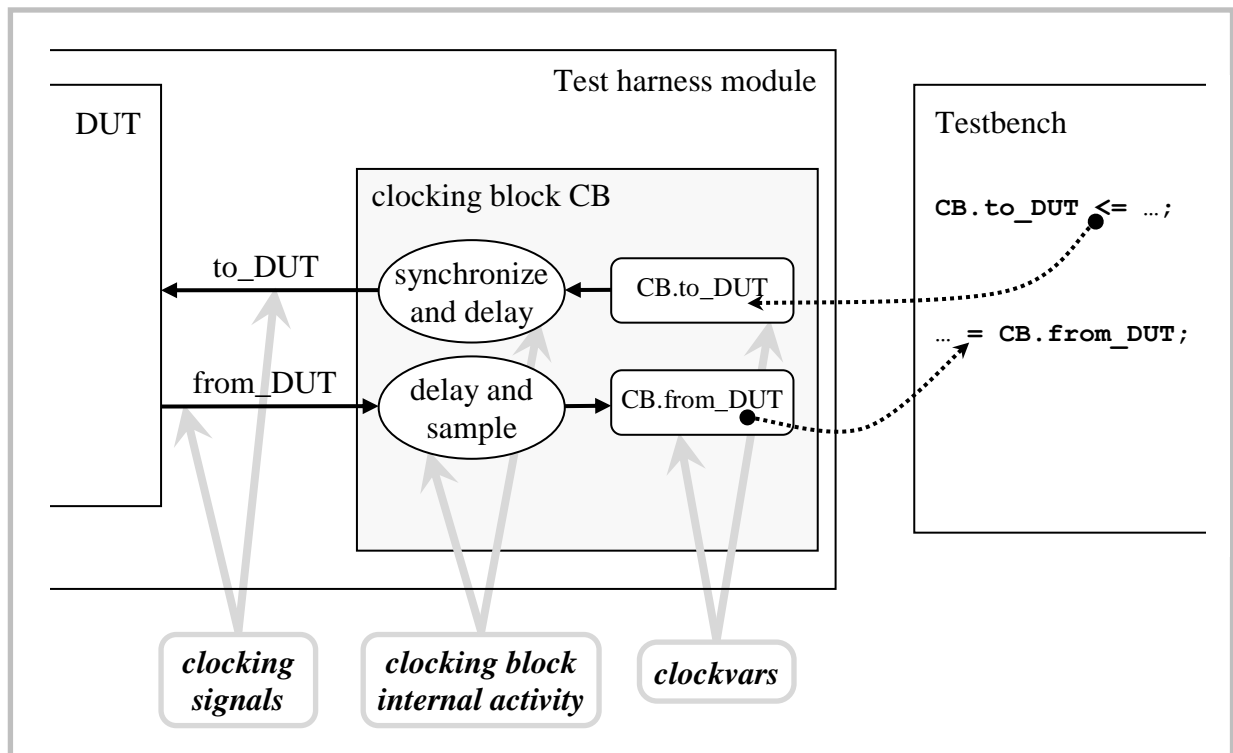 Test harness module
DUT
Testbench
clocking block CB
CB.to_DUT <= …;
to_DUT
synchronize
and delay
CB.to_DUT
… = CB.from_DUT;
from_DUT
delay and
sample
CB.from_DUT
clocking
signals
clocking block
internal activity
clockvars